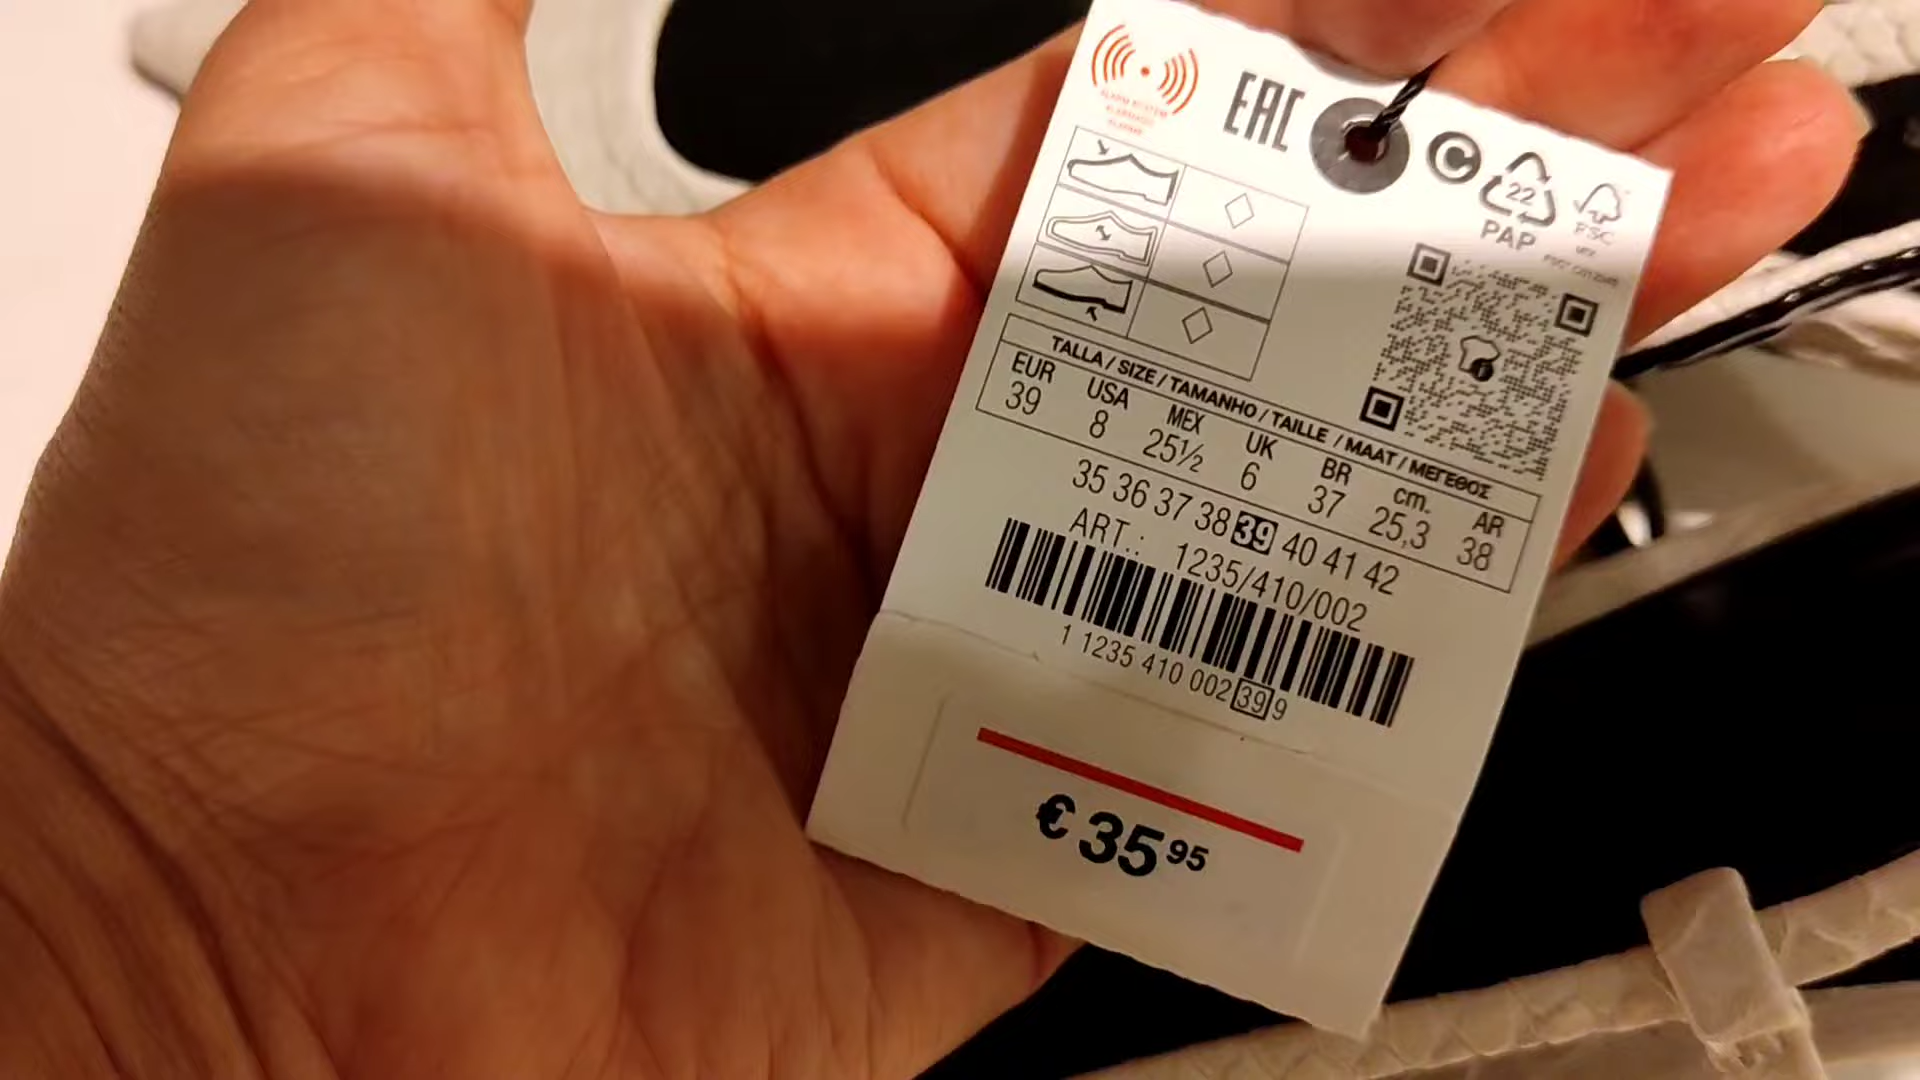 ALARM SYSTEM
EAC
22
PAP
FSC
TALLA / SIZE / TAMANHO / TAILLE / MAAT / ΜΕΓΕΘΟΣ
EUR USA MEX UK BR cm. AR
39 8 25½ 6 37 25,3 38
35 36 37 38 39 40 41 42
ART.: 1235/410/002
1 1235 410 002 39 9
€ 35 95